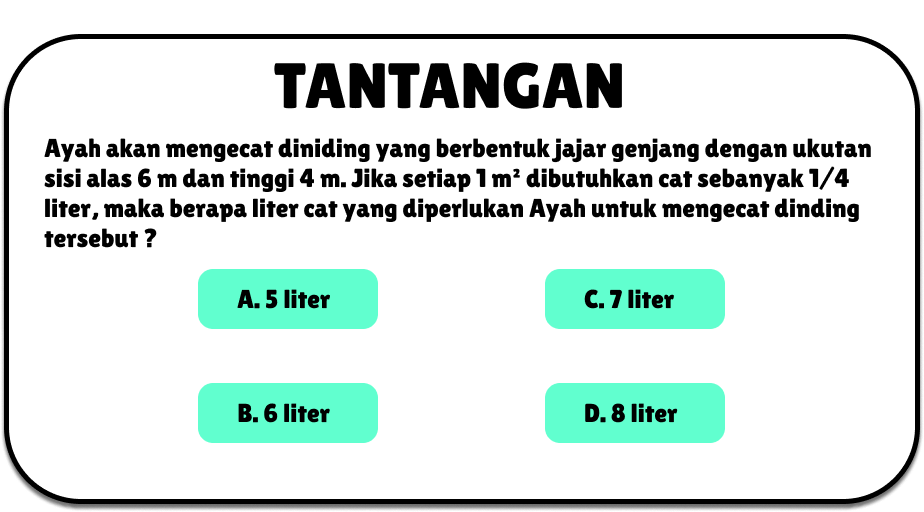 TANTANGAN
Ayah akan mengecat diniding yang berbentuk jajar genjang dengan ukutan
sisi alas 6 m dan tinggi 4 m. Jika setiap 1 m² dibutuhkan cat sebanyak 1/4
liter, maka berapa liter cat yang diperlukan Ayah untuk mengecat dinding
tersebut ?
A. 5 liter
C. 7 liter
B. 6 liter
D. 8 liter